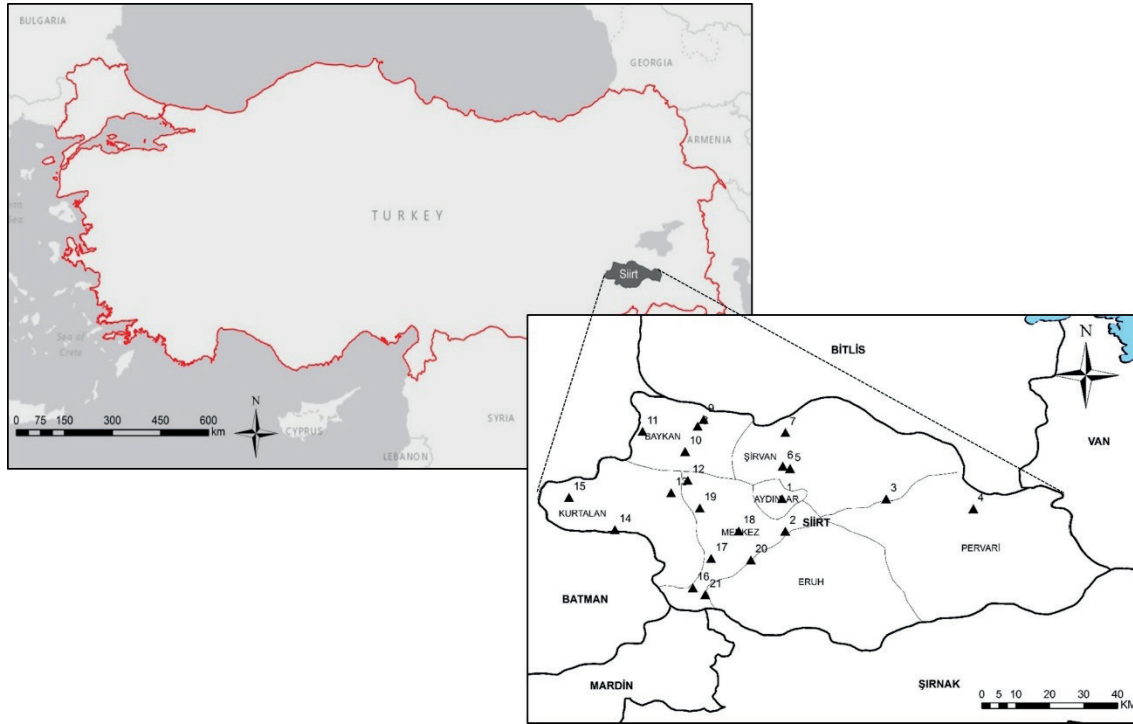 BULGARIA
GEORGIA
ARMENIA
TURKEY
Siirt
Sea of
Crete
SYRIA
CYPRUS
LEBANON
N
0 75 150 300 450 600
KM
BİTLİS
N
VAN
9
11
7
10
BAYKAN
ŞİRVAN
6 5
12
13
15
1
3
4
AYDINLAR
19
KURTALAN
14
18
2
SİİRT
MERKEZ
PERVARİ
17
20
ERUH
16
21
BATMAN
MARDİN
ŞIRNAK
0 5 10 20 30 40
KM